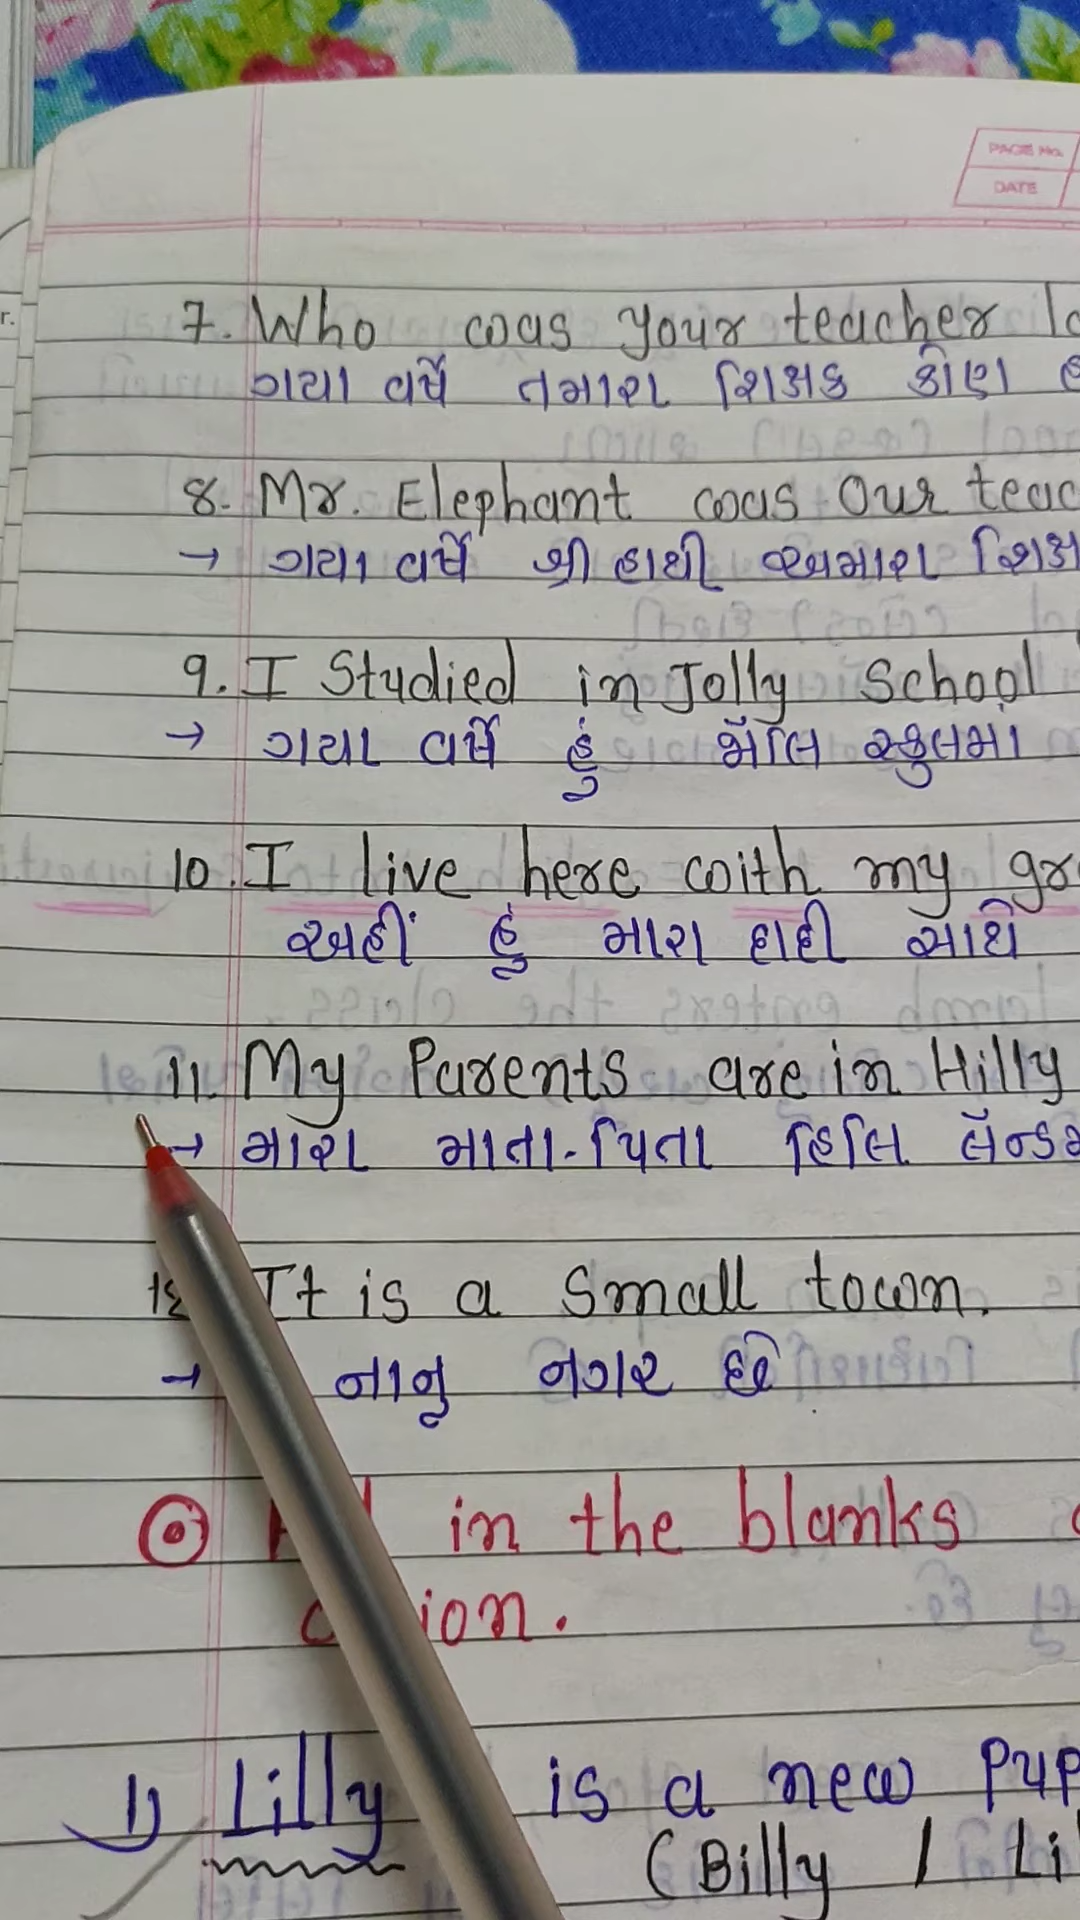 PAGE No.
DATE
r.
7. Who was your teacher
ગયા વર્ષે તમારા શિક્ષક કોણ
8. Mr. Elephant was Our teac
→ ગયા વર્ષે શ્રી હાથી અમારા શિક્ષ
9. I Studied in Jolly School
→ ગયા વર્ષે હું જૉલિ સ્કુલમાં
10. I live here with my gr
અહીં હું મારા દાદી સાથે
11. My Parents are in Hilly
→ મારા માતા-પિતા હિલિ લૅન્ડમ
12 It is a small town.
→ નાનુ નગર છે
in the blanks
ion.
1) Lilly is a new Pup
(Billy / Li